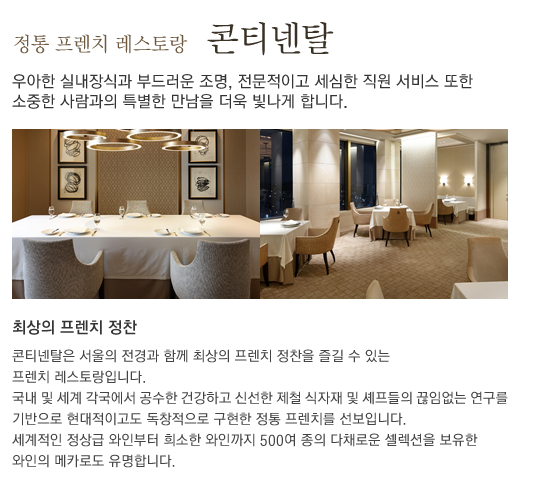 정통 프렌치 레스토랑 콘티넨탈
우아한 실내장식과 부드러운 조명, 전문적이고 세심한 직원 서비스 또한
소중한 사람과의 특별한 만남을 더욱 빛나게 합니다.
최상의 프렌치 정찬
콘티넨탈은 서울의 전경과 함께 최상의 프렌치 정찬을 즐길 수 있는
프렌치 레스토랑입니다.
국내 및 세계 각국에서 공수한 건강하고 신선한 제철 식자재 및 셰프들의 끊임없는 연구를
기반으로 현대적이고도 독창적으로 구현한 정통 프렌치를 선보입니다.
세계적인 정상급 와인부터 희소한 와인까지 500여 종의 다채로운 셀렉션을 보유한
와인의 메카로도 유명합니다.